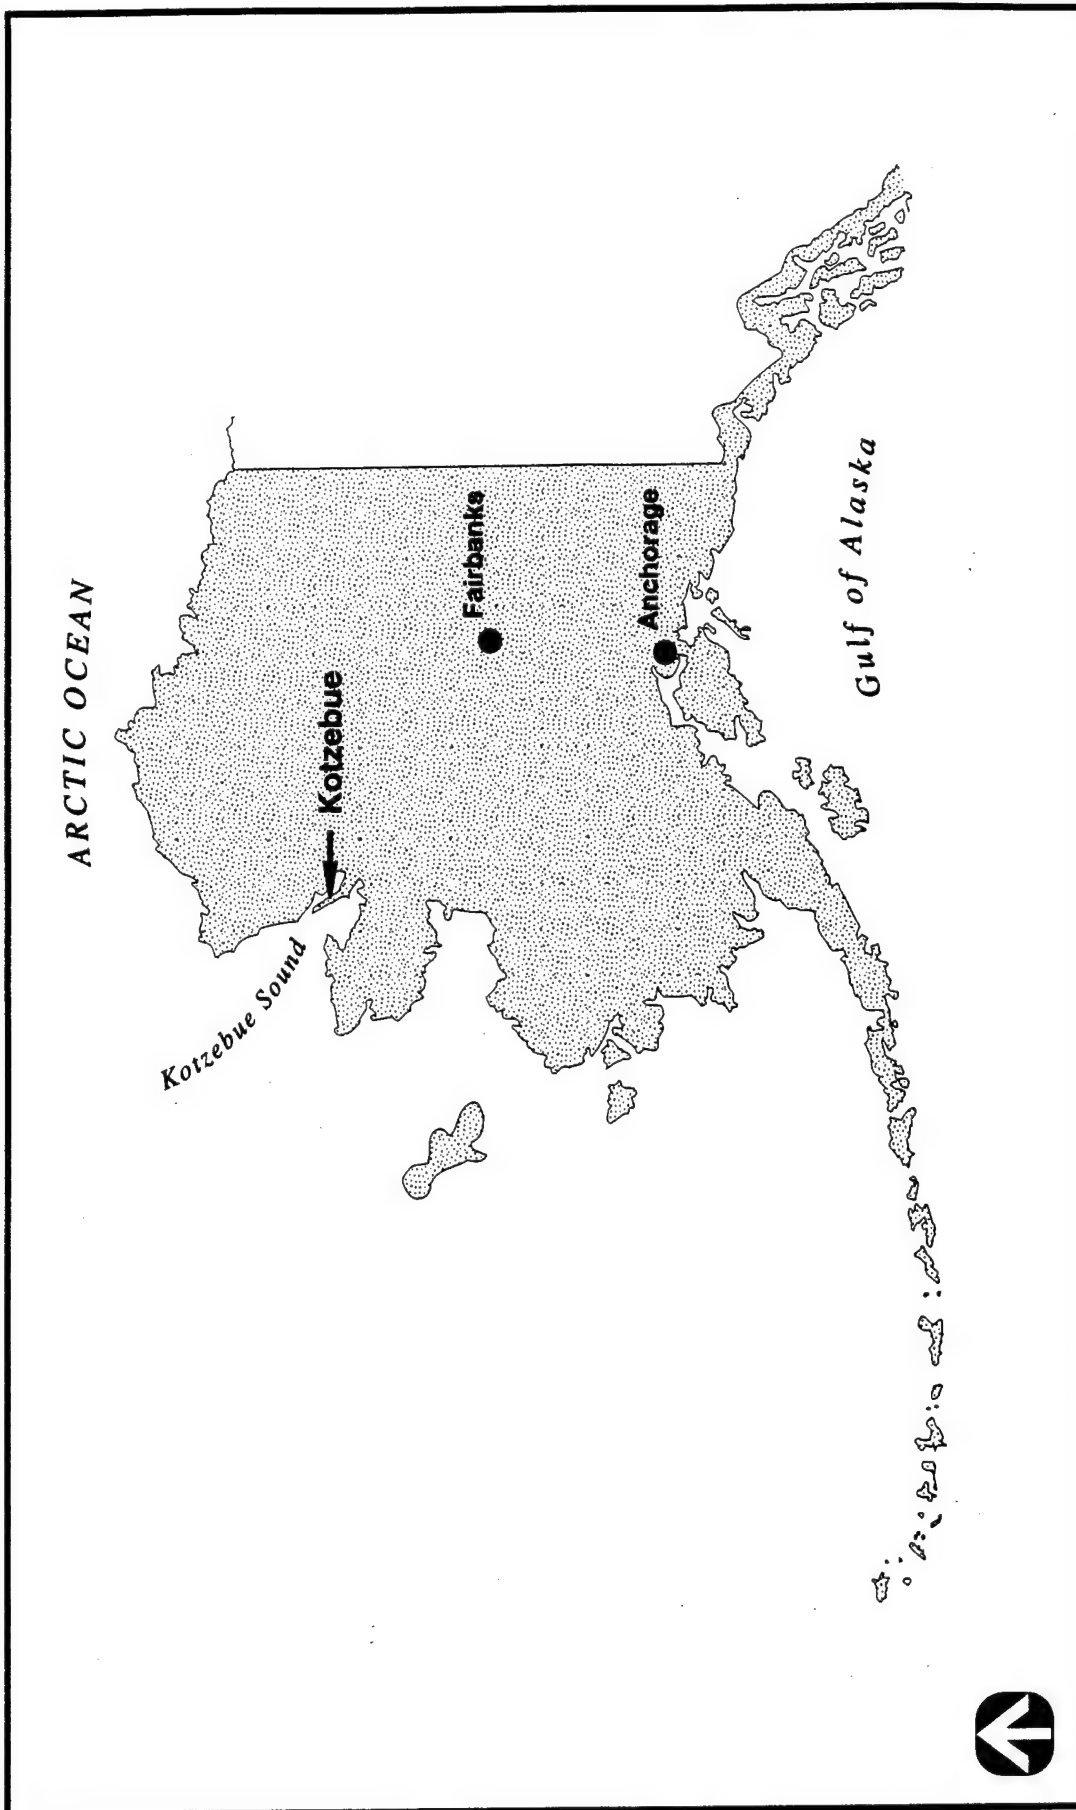 ARCTIC OCEAN
Kotzebue Sound
Kotzebue
Fairbanks
Anchorage
Gulf of Alaska